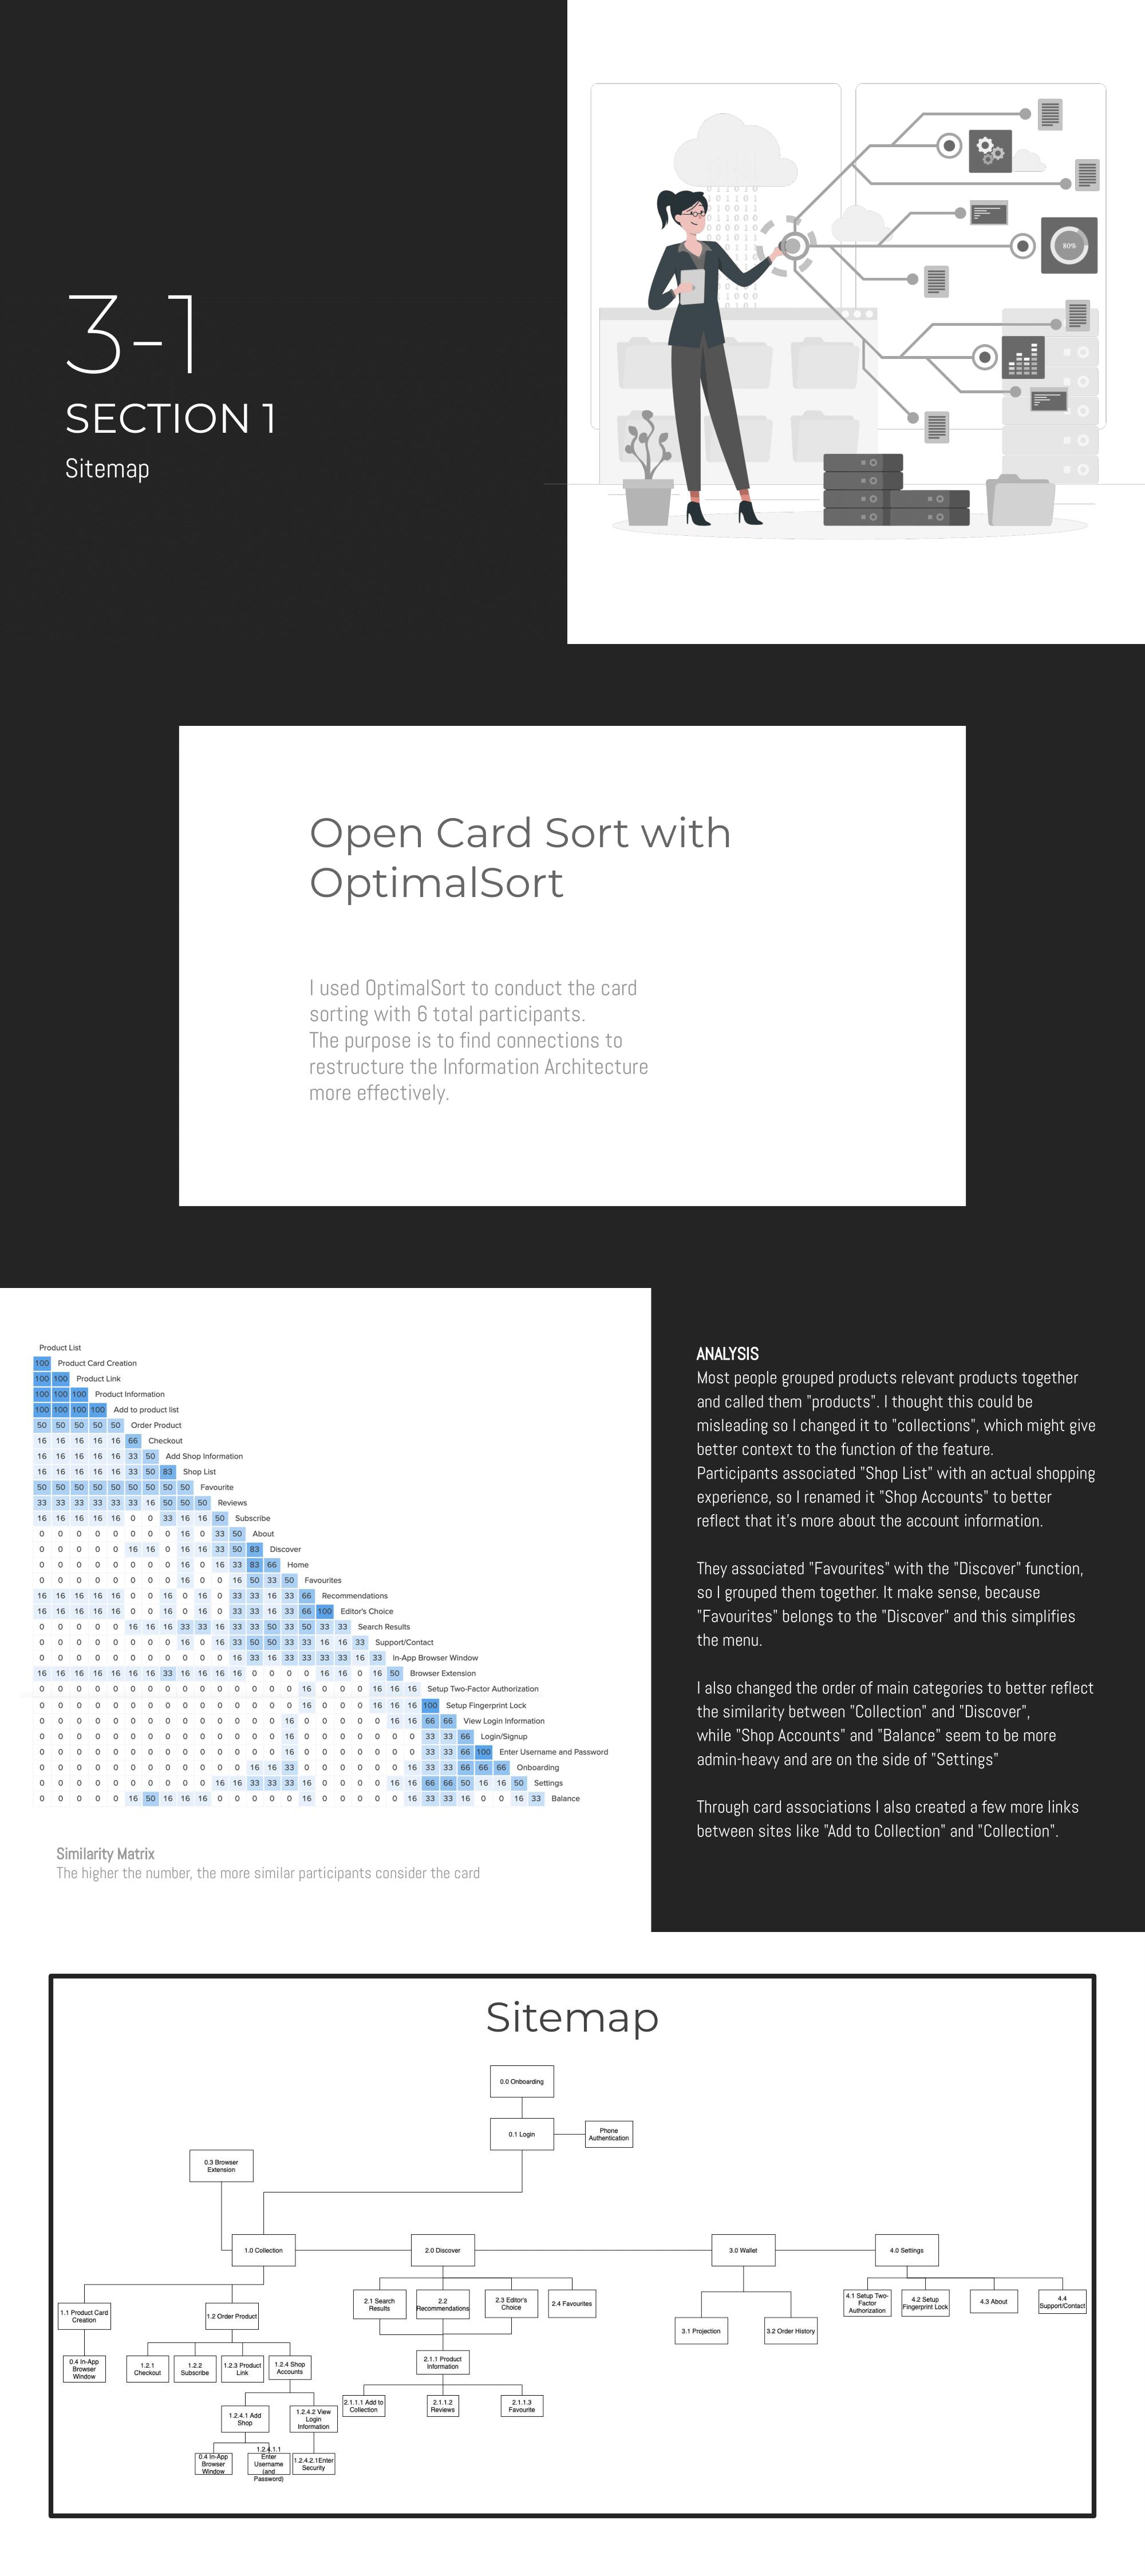 3-1
SECTION 1
Sitemap
80%
Open Card Sort with
OptimalSort
I used OptimalSort to conduct the card
sorting with 6 total participants.
The purpose is to find connections to
restructure the Information Architecture
more effectively.
Product List
100 Product Card Creation
100 100 Product Link
100 100 100 Product Information
100 100 100 100 Add to product list
50 50 50 50 50 Order Product
16 16 16 16 16 66 Checkout
16 16 16 16 16 33 50 Add Shop Information
16 16 16 16 16 33 50 83 Shop List
50 50 50 50 50 50 50 50 50 Favourite
33 33 33 33 33 33 16 50 50 50 Reviews
16 16 16 16 16 0 0 33 16 16 50 Subscribe
0 0 0 0 0 0 0 0 16 0 33 50 About
0 0 0 0 0 16 16 0 16 16 33 50 83 Discover
0 0 0 0 0 0 0 0 16 0 16 33 83 66 Home
0 0 0 0 0 0 0 0 16 0 0 16 50 33 50 Favourites
16 16 16 16 16 0 0 16 0 16 0 33 33 16 33 66 Recommendations
16 16 16 16 16 0 0 16 0 16 0 33 33 16 33 66 100 Editor's Choice
0 0 0 0 0 16 16 16 33 33 16 33 33 50 33 50 33 33 Search Results
0 0 0 0 0 0 0 0 16 0 16 33 50 50 33 33 16 16 33 Support/Contact
0 0 0 0 0 0 0 0 0 0 0 16 33 16 33 33 33 33 16 33 In-App Browser Window
16 16 16 16 16 16 16 33 16 16 16 16 0 0 0 0 16 16 0 16 50 Browser Extension
0 0 0 0 0 0 0 0 0 0 0 0 0 0 0 16 0 0 0 16 16 16 Setup Two-Factor Authorization
0 0 0 0 0 0 0 0 0 0 0 0 0 0 0 16 0 0 0 16 16 16 100 Setup Fingerprint Lock
0 0 0 0 0 0 0 0 0 0 0 0 0 0 16 0 0 0 0 0 16 16 66 66 View Login Information
0 0 0 0 0 0 0 0 0 0 0 0 0 0 16 0 0 0 0 0 0 0 33 33 66 Login/Signup
0 0 0 0 0 0 0 0 0 0 0 0 0 0 16 0 0 0 0 0 0 0 33 33 66 100 Enter Username and Password
0 0 0 0 0 0 0 0 0 0 0 0 16 16 33 0 0 0 0 0 0 16 33 33 66 66 66 Onboarding
0 0 0 0 0 0 0 0 0 0 16 16 33 33 33 16 0 0 0 0 16 16 66 66 50 16 16 50 Settings
0 0 0 0 0 16 50 16 16 16 0 0 0 0 0 16 0 0 0 0 0 16 33 33 16 0 0 16 33 Balance
Similarity Matrix
The higher the number, the more similar participants consider the card
ANALYSIS
Most people grouped products relevant products together
and called them "products". I thought this could be
misleading so I changed it to "collections", which might give
better context to the function of the feature.
Participants associated "Shop List" with an actual shopping
experience, so I renamed it "Shop Accounts" to better
reflect that it's more about the account information.
They associated "Favourites" with the "Discover" function,
so I grouped them together. It make sense, because
"Favourites" belongs to the "Discover" and this simplifies
the menu.
I also changed the order of main categories to better reflect
the similarity between "Collection" and "Discover",
while "Shop Accounts" and "Balance" seem to be more
admin-heavy and are on the side of "Settings"
Through card associations I also created a few more links
between sites like "Add to Collection" and "Collection".
Sitemap
0.0 Onboarding
0.1 Login
Phone
Authentication
0.3 Browser
Extension
1.0 Collection
2.0 Discover
3.0 Wallet
4.0 Settings
1.1 Product Card
Creation
1.2 Order Product
2.1 Search
Results
2.2
Recommendations
2.3 Editor's
Choice
2.4 Favourites
3.1 Projection
3.2 Order History
4.1 Setup Two-
Factor
Authorization
4.2 Setup
Fingerprint Lock
4.3 About
4.4
Support/Contact
0.4 In-App
Browser
Window
1.2.1
Checkout
1.2.2
Subscribe
1.2.3 Product
Link
1.2.4 Shop
Accounts
2.1.1 Product
Information
1.2.4.1 Add
Shop
1.2.4.2 View
Login
Information
2.1.1.1 Add to
Collection
2.1.1.2
Reviews
2.1.1.3
Favourite
0.4 In-App
Browser
Window
1.2.4.1.1
Enter
Username
(and
Password)
1.2.4.2.1Enter
Security